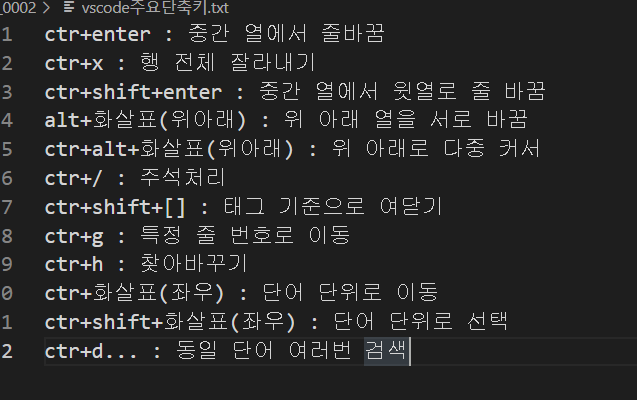 _0002 > vscode주요단축키.txt
1 ctr+enter : 중간 열에서 줄바꿈
2 ctr+x : 행 전체 잘라내기
3 ctr+shift+enter : 중간 열에서 윗열로 줄 바꿈
4 alt+화살표(위아래) : 위 아래 열을 서로 바꿈
5 ctr+alt+화살표(위아래) : 위 아래로 다중 커서
6 ctr+/ : 주석처리
7 ctr+shift+[] : 태그 기준으로 여닫기
8 ctr+g : 특정 줄 번호로 이동
9 ctr+h : 찾아바꾸기
0 ctr+화살표(좌우) : 단어 단위로 이동
1 ctr+shift+화살표(좌우) : 단어 단위로 선택
2 ctr+d... : 동일 단어 여러번 검색